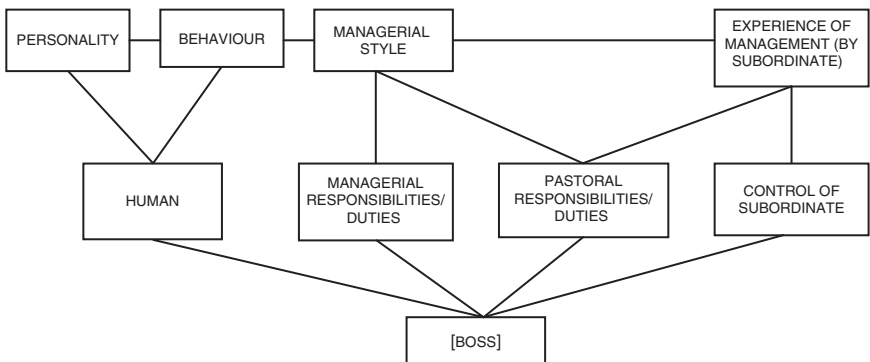 PERSONALITY
BEHAVIOUR
MANAGERIAL
STYLE
EXPERIENCE OF
MANAGEMENT (BY
SUBORDINATE)
HUMAN
MANAGERIAL
RESPONSIBILITIES/
DUTIES
PASTORAL
RESPONSIBILITIES/
DUTIES
CONTROL OF
SUBORDINATE
[BOSS]